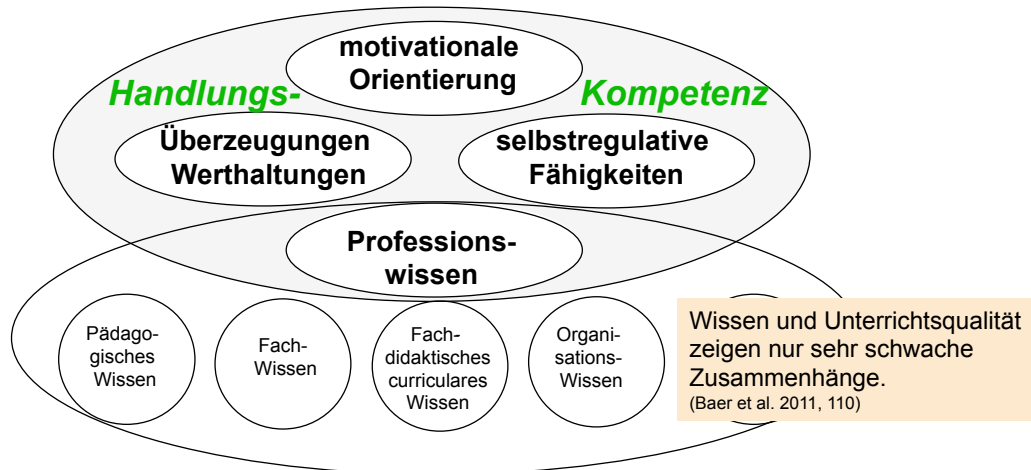 motivationale
Orientierung
Handlungs-
Kompetenz
Überzeugungen
Werthaltungen
selbstregulative
Fähigkeiten
Professions-
wissen
Pädago-
gisches
Wissen
Fach-
Wissen
Fach-
didaktisches
curriculares
Wissen
Organi-
sations-
Wissen
Wissen und Unterrichtsqualität
zeigen nur sehr schwache
Zusammenhänge.
(Baer et al. 2011, 110)